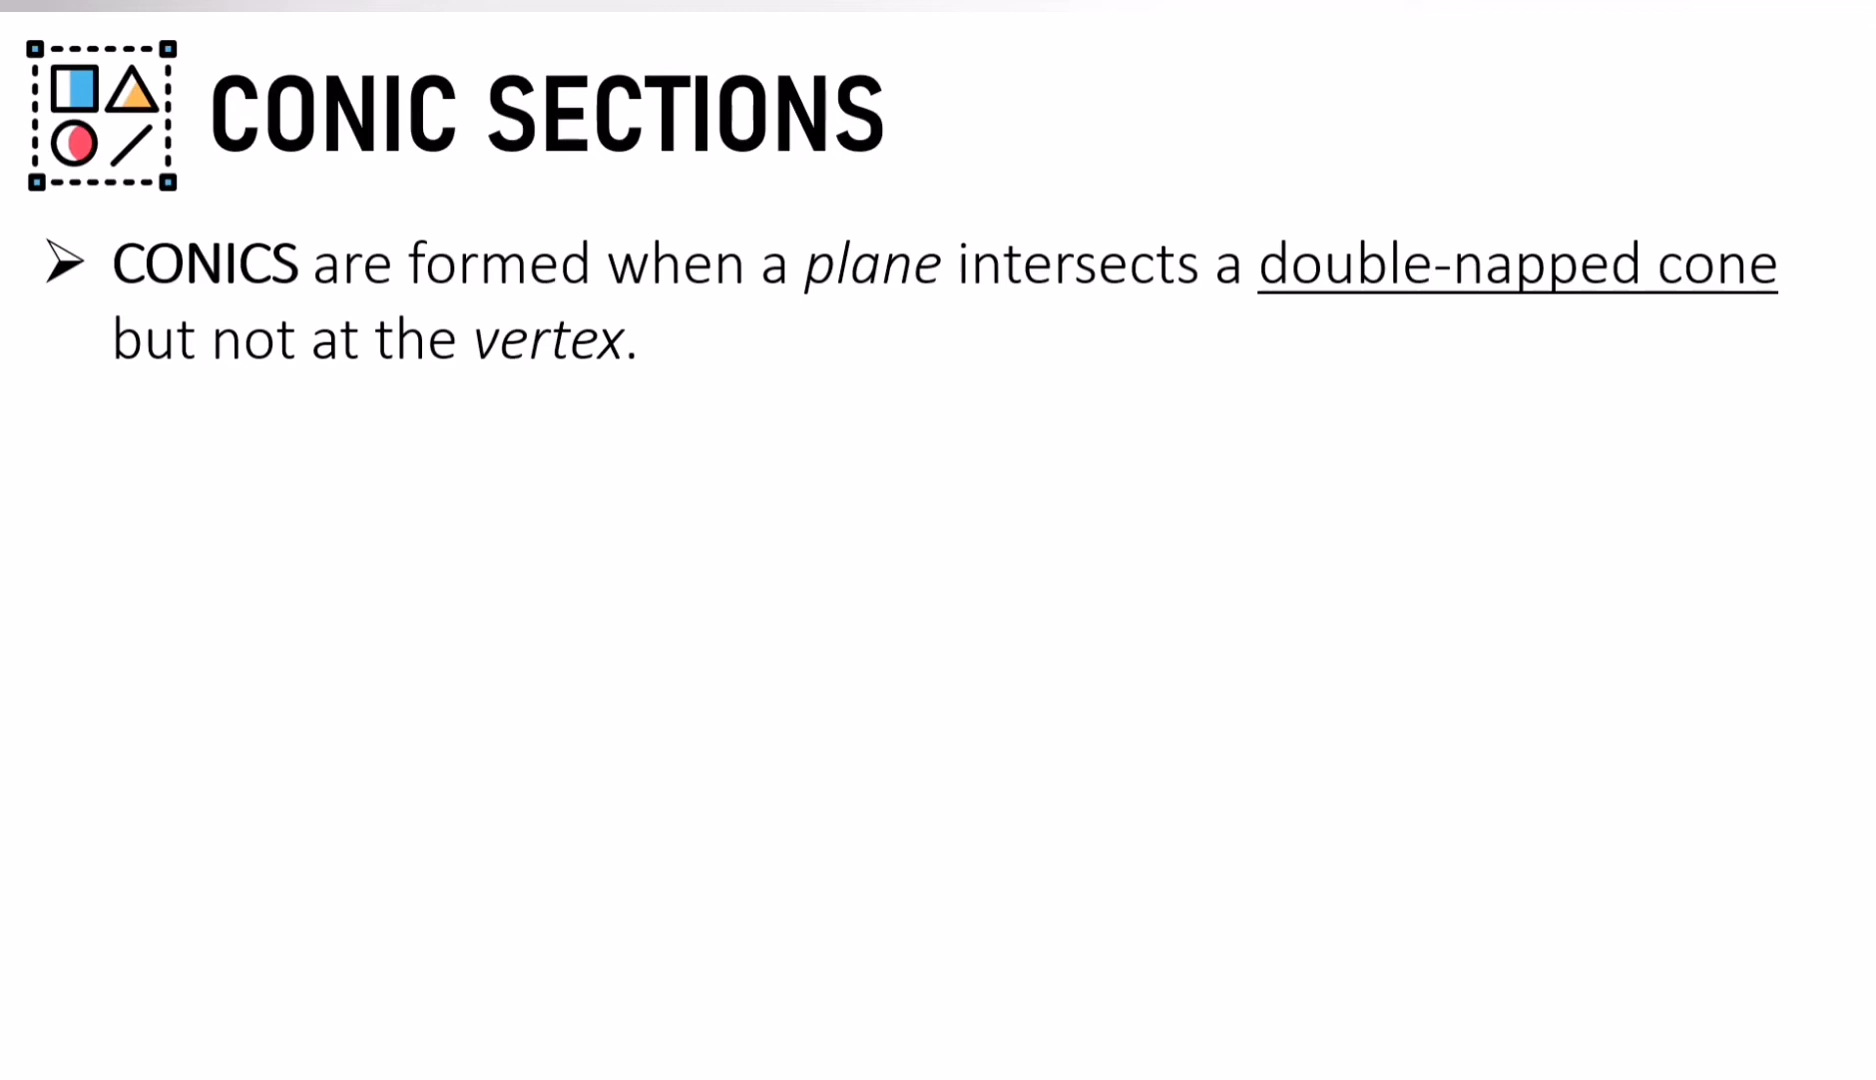 CONIC SECTIONS
➢ CONICS are formed when a plane intersects a double-napped cone
but not at the vertex.